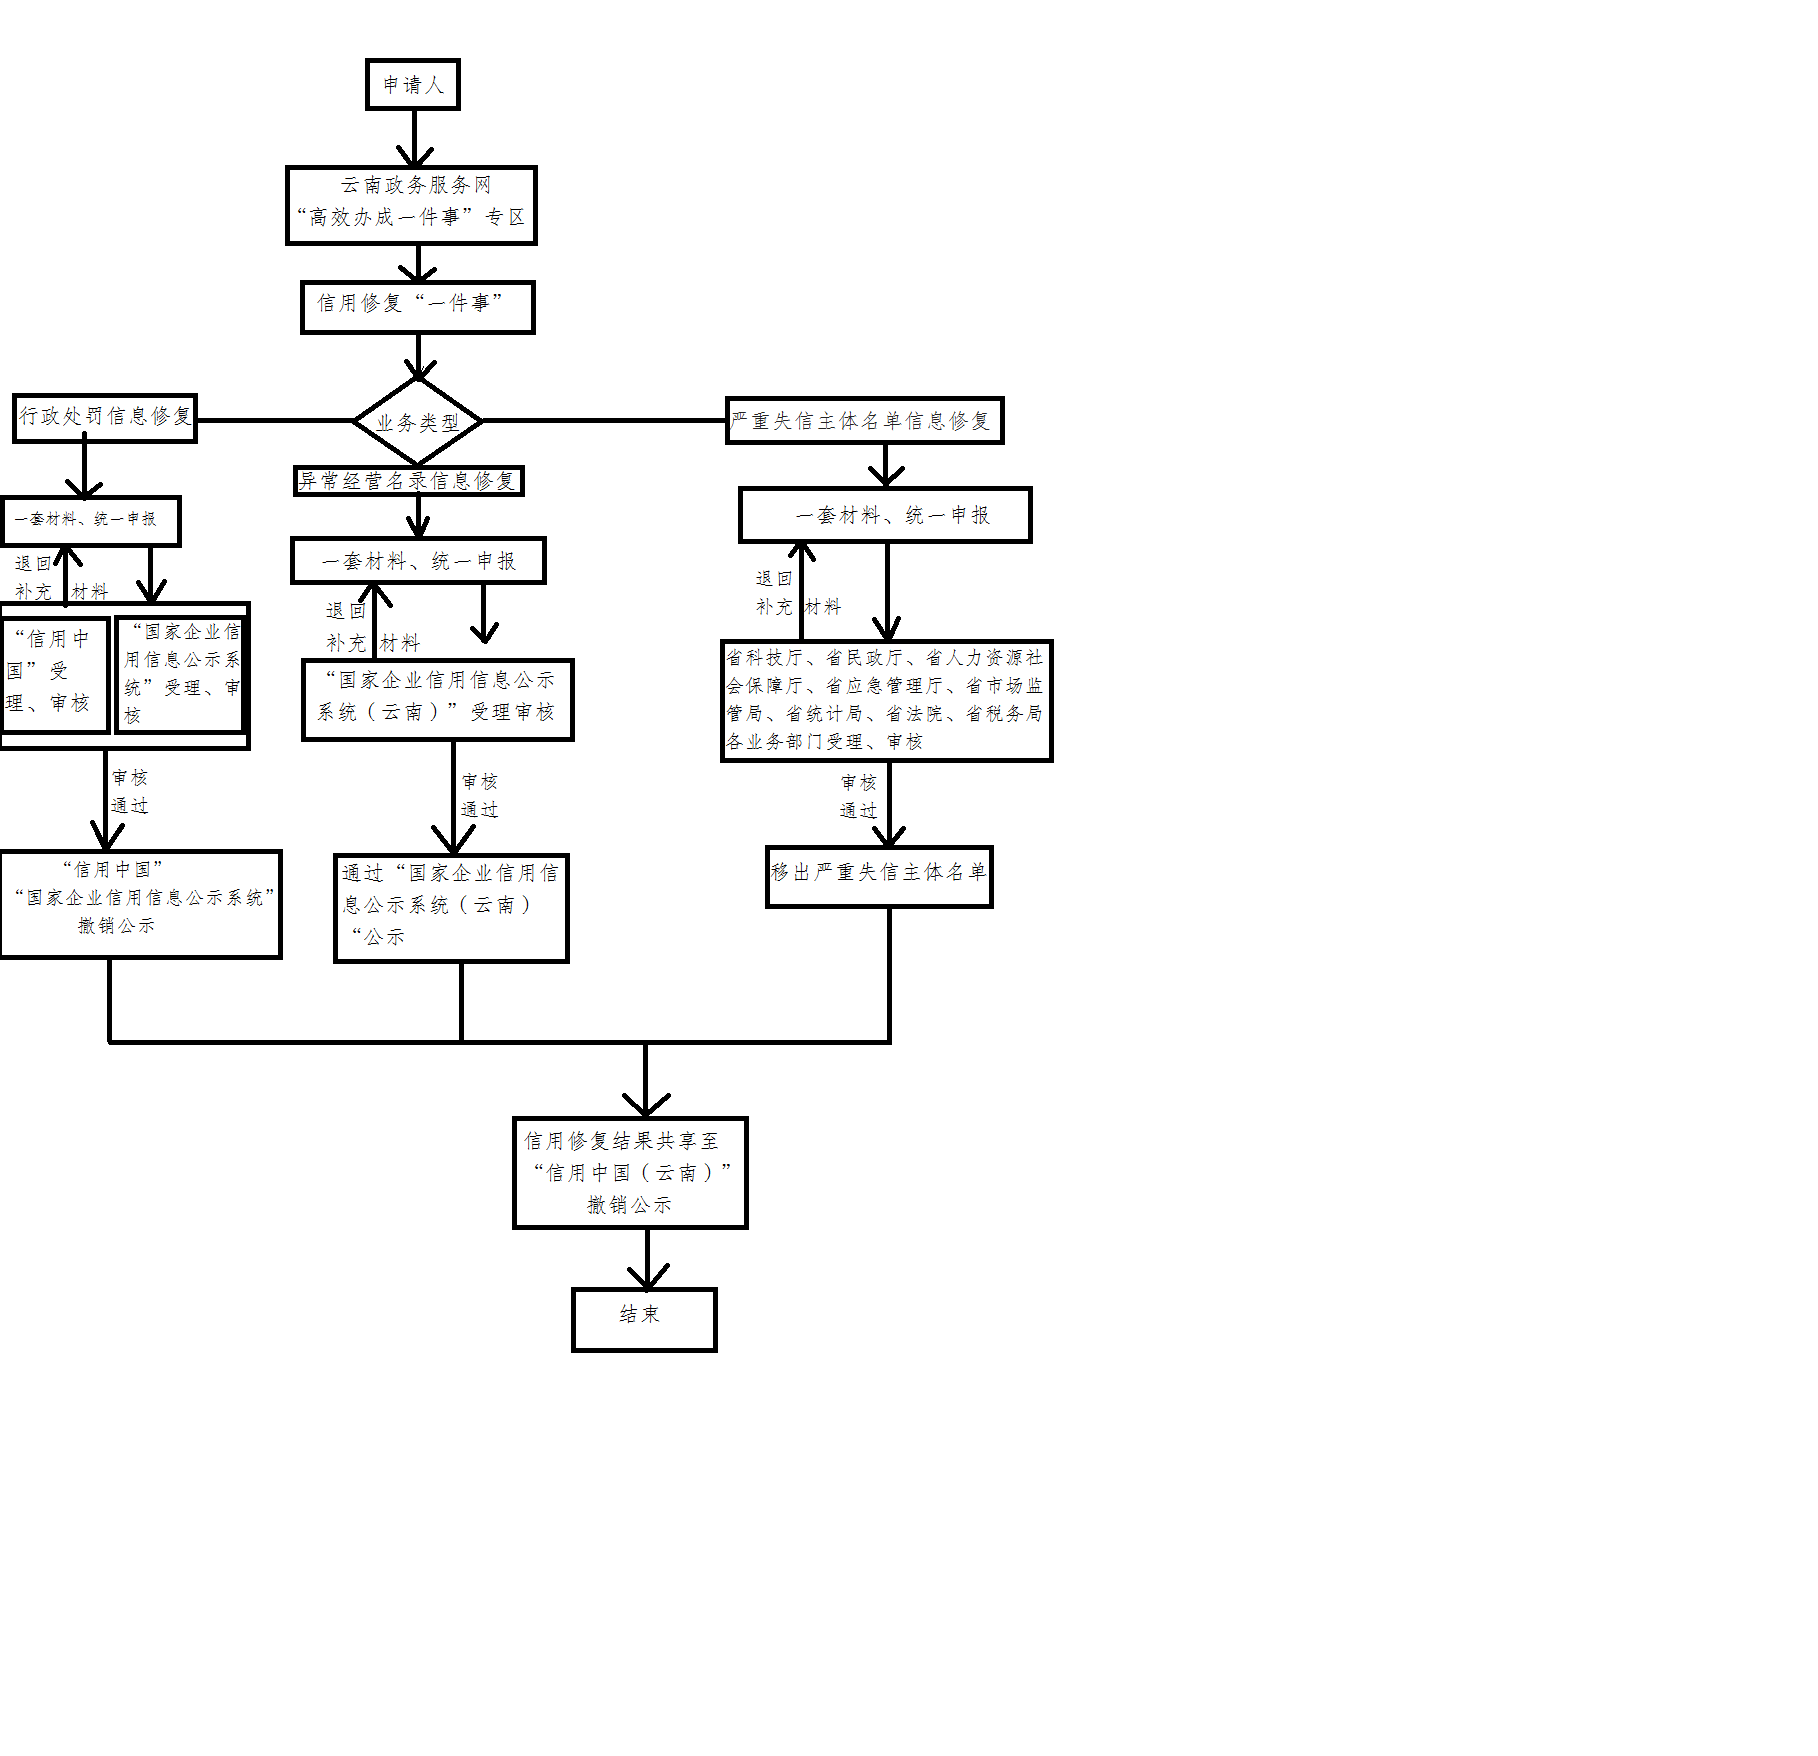 申请人
云南政务服务网
“高效办成一件事”专区
信用修复“一件事”
业务类型
行政处罚信息修复
一套材料、统一申报
退回
补充 材料
“信用中
国”受
理、审核
“国家企业信
用信息公示系
统”受理、审
核
审核
通过
“信用中国”
“国家企业信用信息公示系统”
撤销公示
异常经营名录信息修复
一套材料、统一申报
退回
补充 材料
“国家企业信用信息公示
系统（云南）”受理审核
审核
通过
通过“国家企业信用信
息公示系统（云南）
“公示
严重失信主体名单信息修复
一套材料、统一申报
退回
补充 材料
省科技厅、省民政厅、省人力资源社
会保障厅、省应急管理厅、省市场监
管局、省统计局、省法院、省税务局
各业务部门受理、审核
审核
通过
移出严重失信主体名单
信用修复结果共享至
“信用中国（云南）”
撤销公示
结束